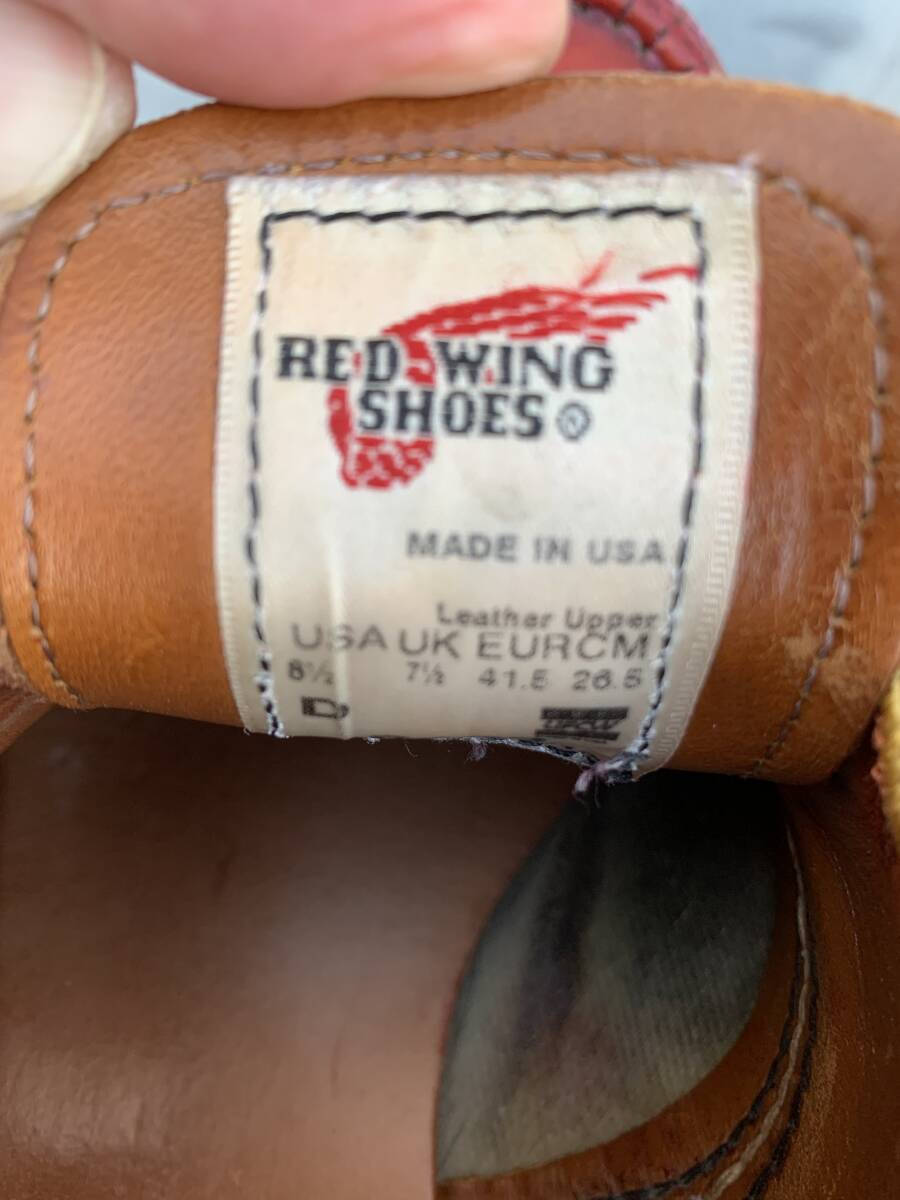 RED WING
SHOES ®
MADE IN USA
Leather Upper
USA UK EUR CM
8½ 7½ 41.5 26.5
D